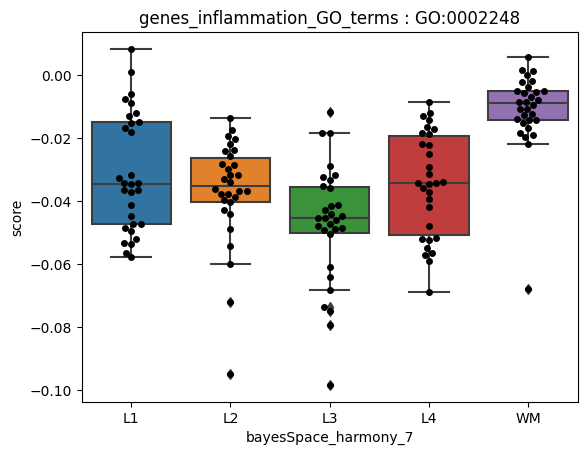 genes_inflammation_GO_terms : GO:0002248
0.00
−0.02
−0.04
−0.06
−0.08
−0.10
score
L1 L2 L3 L4 WM
bayesSpace_harmony_7